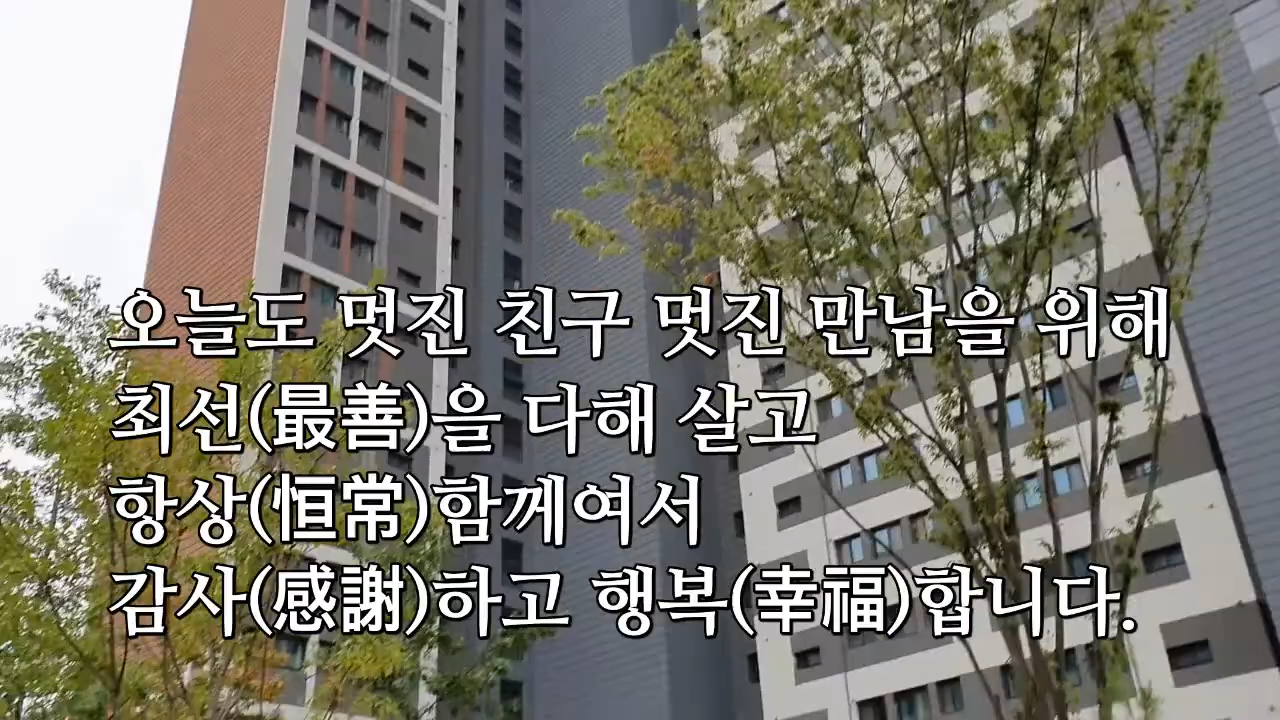 오늘도 멋진 친구 멋진 만남을 위해
최선(最善)을 다해 살고
항상(恒常)함께여서
감사(感謝)하고 행복(幸福)합니다.